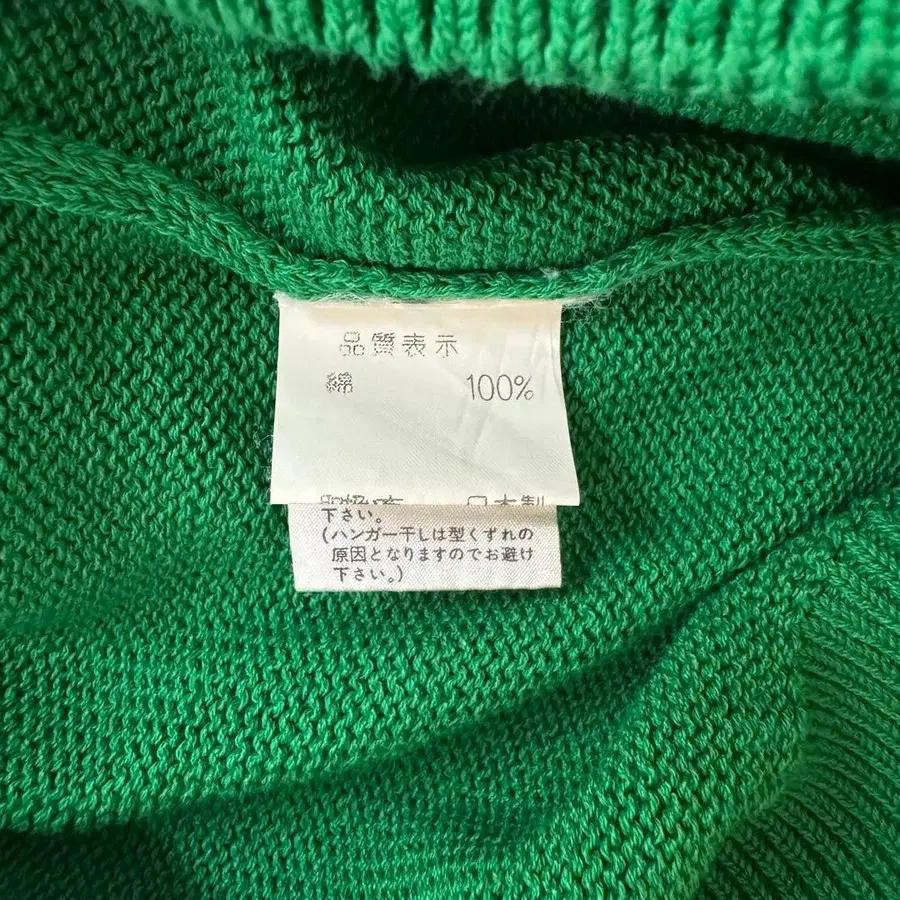 品質表示
綿 100%
日本製
下さい。
(ハンガー干しは型くずれの
原因となりますのでお避け
下さい。)